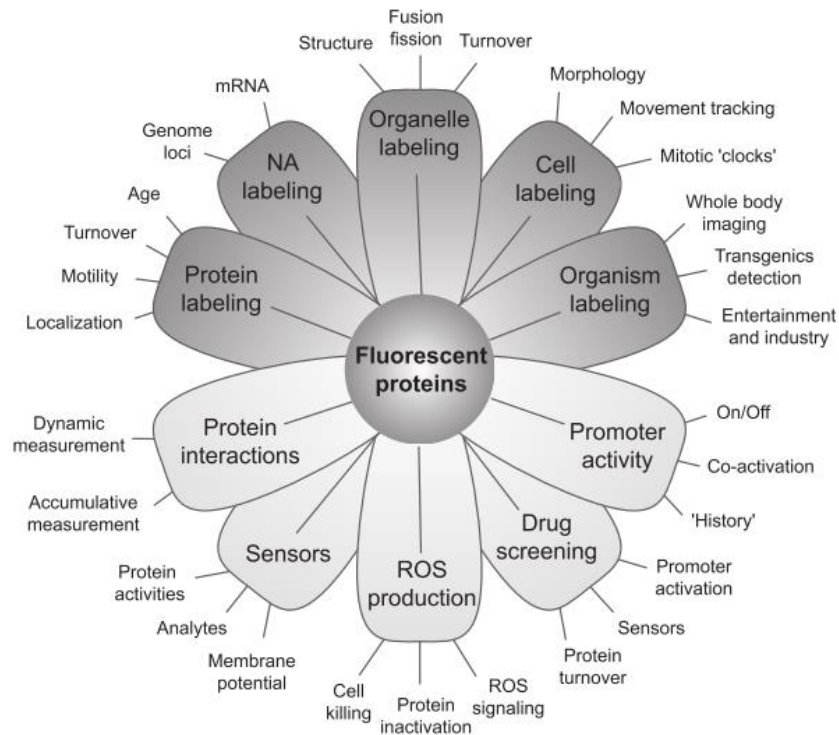 Fusion
fission
Structure
Turnover
Organelle
labeling
mRNA
Genome
loci
NA
labeling
Morphology
Movement tracking
Mitotic 'clocks'
Cell
labeling
Age
Turnover
Motility
Localization
Protein
labeling
Whole body
imaging
Transgenics
detection
Entertainment
and industry
Organism
labeling
Fluorescent
proteins
Dynamic
measurement
Accumulative
measurement
Protein
interactions
On/Off
Co-activation
'History'
Promoter
activity
Sensors
Protein
activities
Analytes
Membrane
potential
ROS
production
Cell
killing
Protein
inactivation
ROS
signaling
Drug
screening
Promoter
activation
Sensors
Protein
turnover